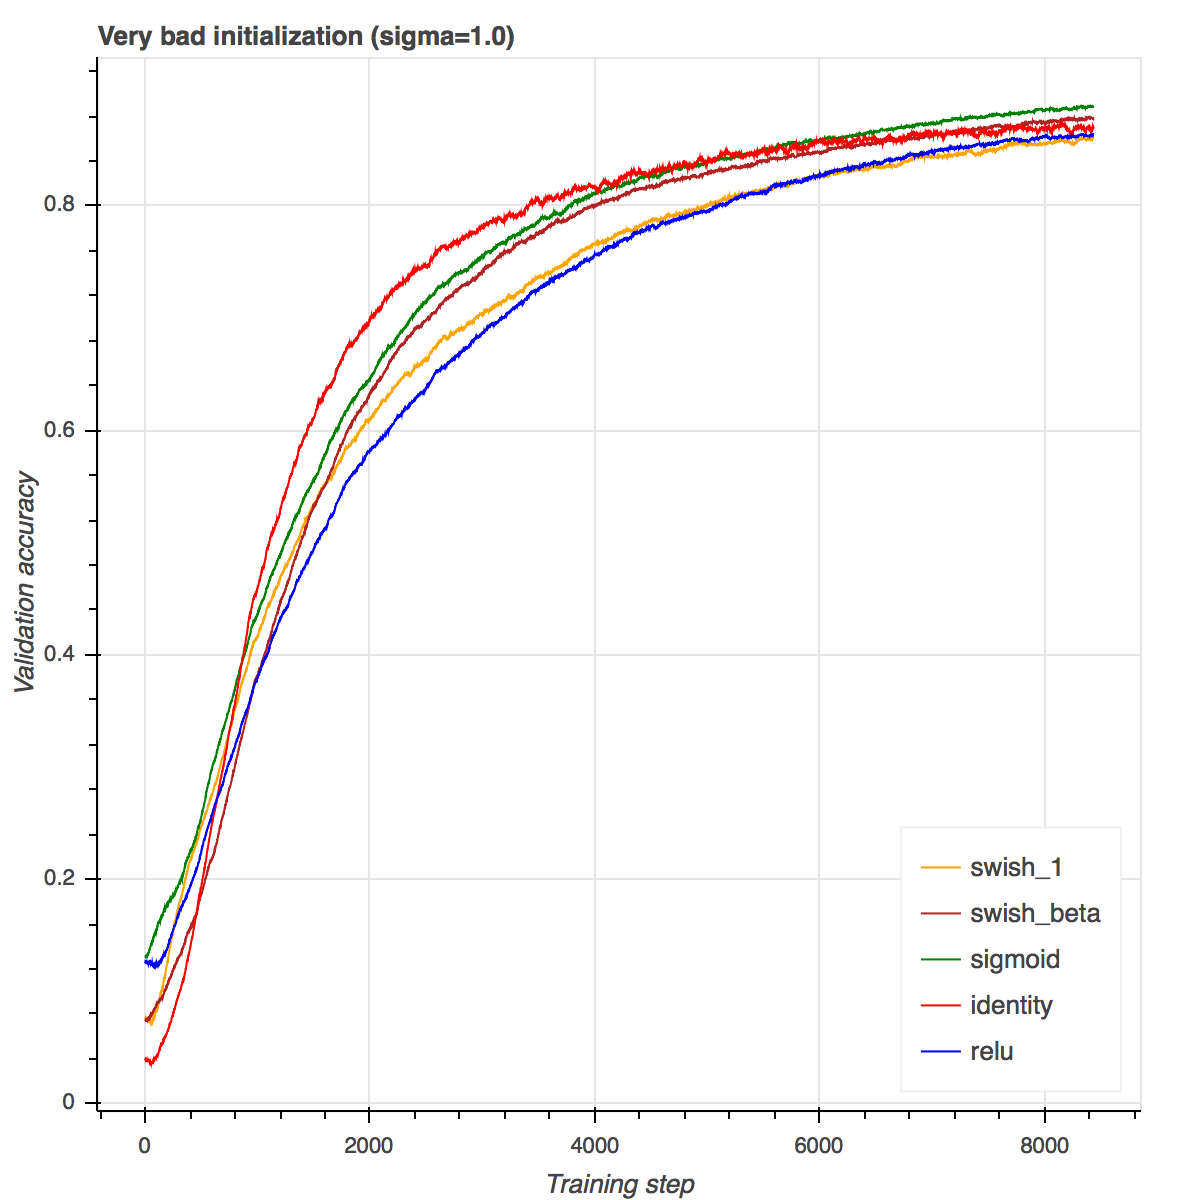 Very bad initialization (sigma=1.0)
Validation accuracy
0.8
0.6
0.4
0.2
0
0 2000 4000 6000 8000
Training step
swish_1
swish_beta
sigmoid
identity
relu